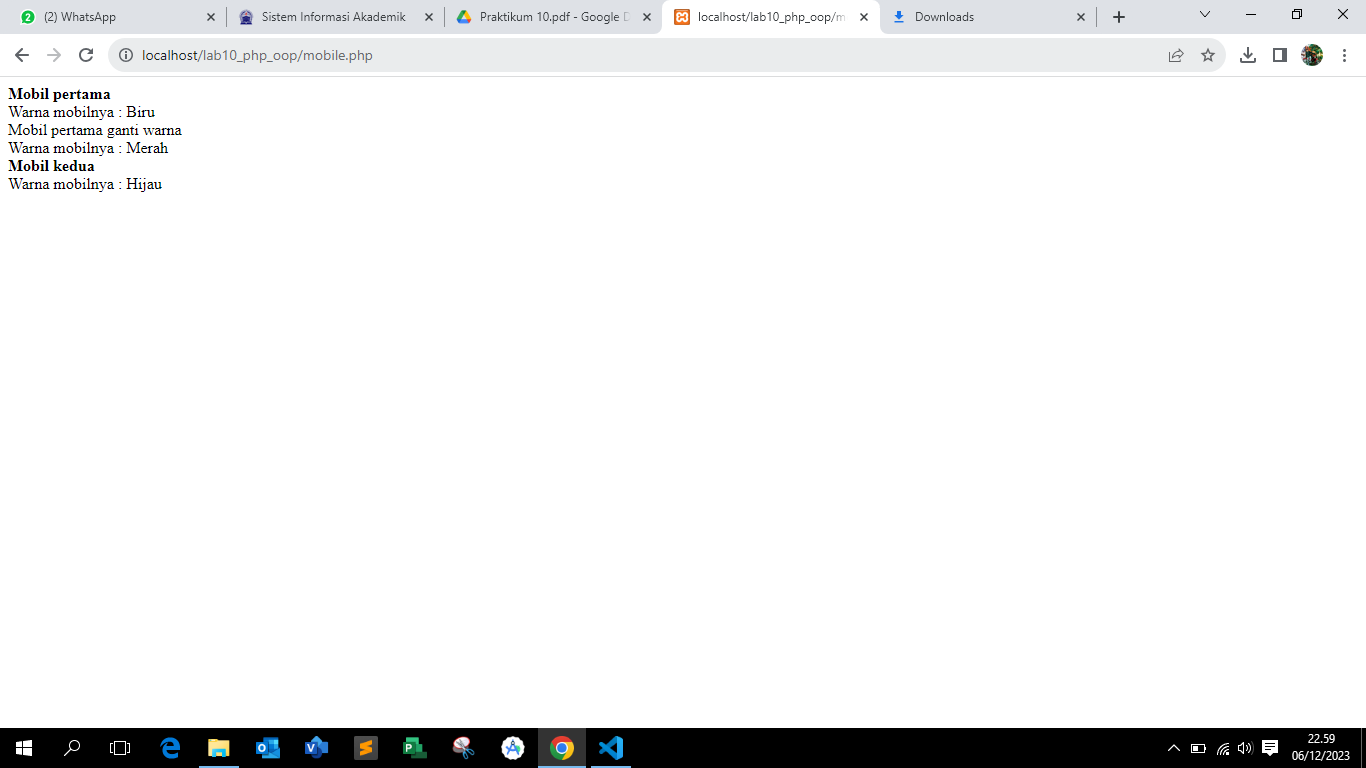 (2) WhatsApp
Sistem Informasi Akademik
Praktikum 10.pdf - Google D
localhost/lab10_php_oop/m
Downloads
localhost/lab10_php_oop/mobile.php
Mobil pertama
Warna mobilnya : Biru
Mobil pertama ganti warna
Warna mobilnya : Merah
Mobil kedua
Warna mobilnya : Hijau
22.59
06/12/2023